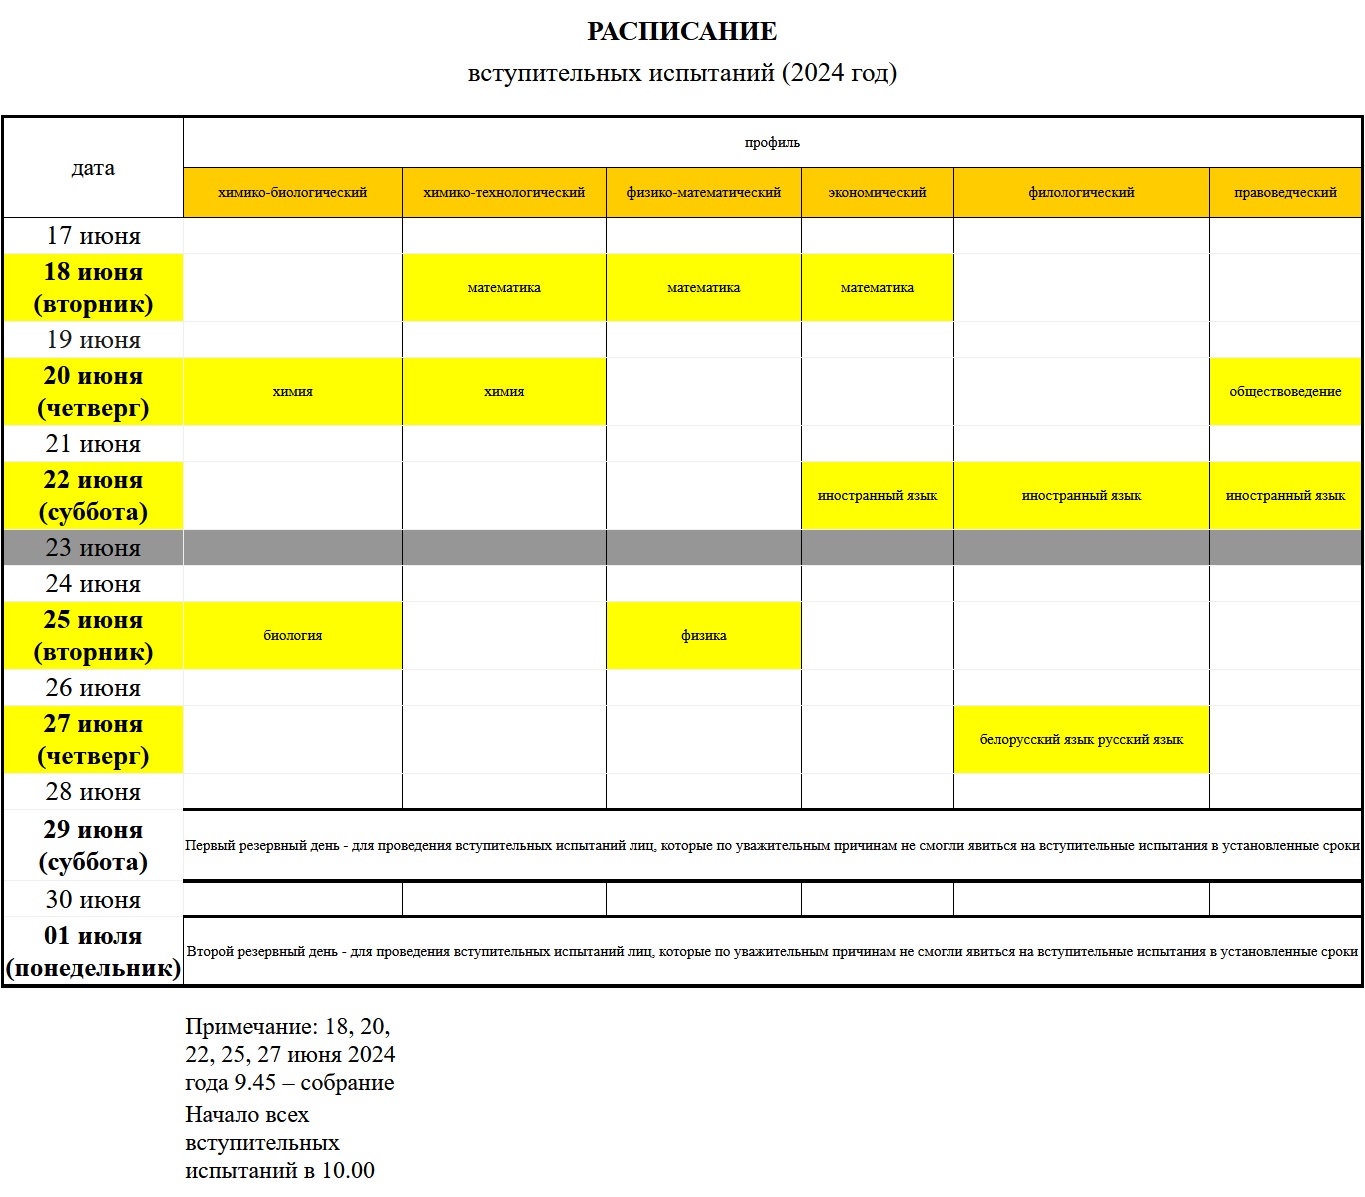 РАСПИСАНИЕ
вступительных испытаний (2024 год)
дата
профиль
химико-биологический химико-технологический физико-математический экономический филологический правоведческий
17 июня
18 июня
(вторник)
математика математика математика
19 июня
20 июня
(четверг)
химия химия обществоведение
21 июня
22 июня
(суббота)
иностранный язык иностранный язык иностранный язык
23 июня
24 июня
25 июня
(вторник)
биология физика
26 июня
27 июня
(четверг)
белорусский язык русский язык
28 июня
29 июня
(суббота)
Первый резервный день - для проведения вступительных испытаний лиц, которые по уважительным причинам не смогли явиться на вступительные испытания в установленные сроки
30 июня
01 июля
(понедельник)
Второй резервный день - для проведения вступительных испытаний лиц, которые по уважительным причинам не смогли явиться на вступительные испытания в установленные сроки
Примечание: 18, 20,
22, 25, 27 июня 2024
года 9.45 – собрание
Начало всех
вступительных
испытаний в 10.00